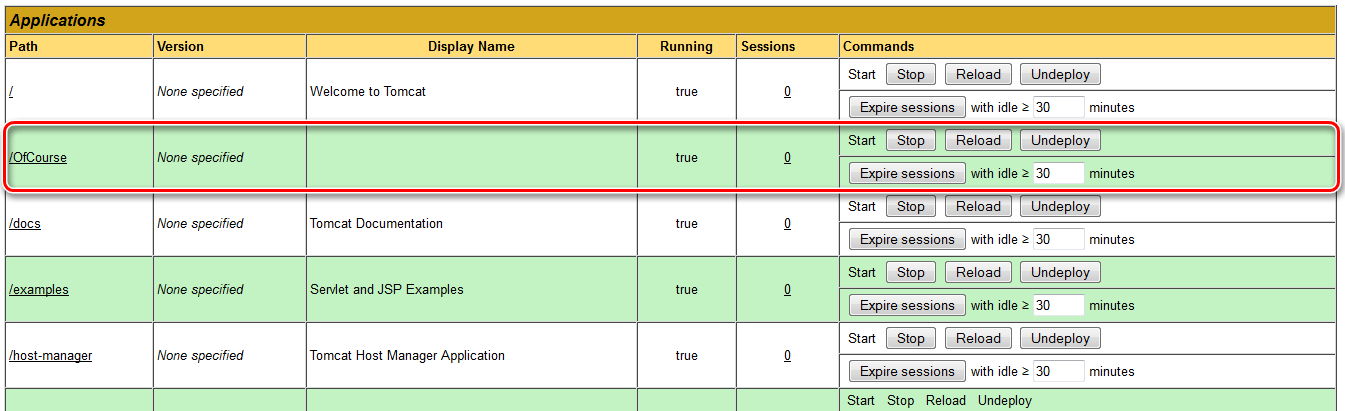 Applications
Path Version Display Name Running Sessions Commands
Start Stop Reload Undeploy
/ None specified Welcome to Tomcat true 0
Expire sessions with idle ≥ 30 minutes
Start Stop Reload Undeploy
/OfCourse None specified true 0
Expire sessions with idle ≥ 30 minutes
Start Stop Reload Undeploy
/docs None specified Tomcat Documentation true 0
Expire sessions with idle ≥ 30 minutes
Start Stop Reload Undeploy
/examples None specified Servlet and JSP Examples true 0
Expire sessions with idle ≥ 30 minutes
Start Stop Reload Undeploy
/host-manager None specified Tomcat Host Manager Application true 0
Expire sessions with idle ≥ 30 minutes
Start Stop Reload Undeploy